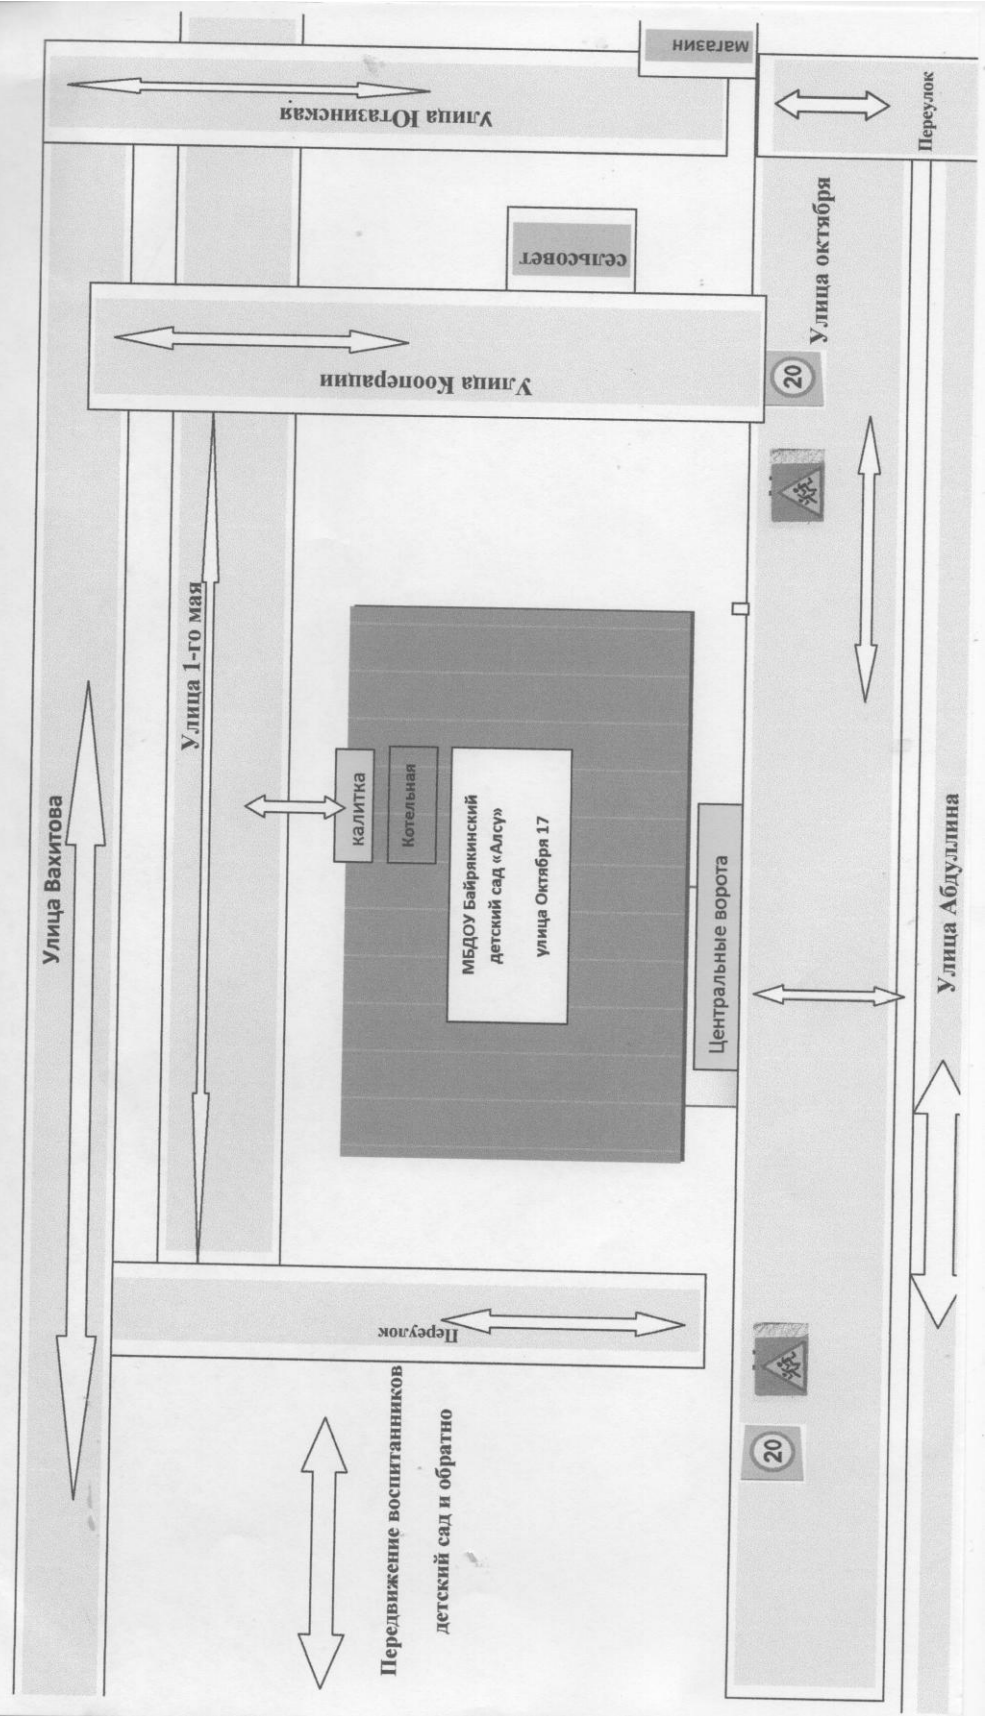 Улица Вахитова
Улица 1-го мая
Улица Ютазинская
магазин
Переулок
сельсовет
Улица Кооперации
Улица октября
20
калитка
Котельная
МБДОУ Байрякинский
детский сад «Алсу»
улица Октября 17
Центральные ворота
Улица Абдуллина
Переулок
20
Передвижение воспитанников
детский сад и обратно